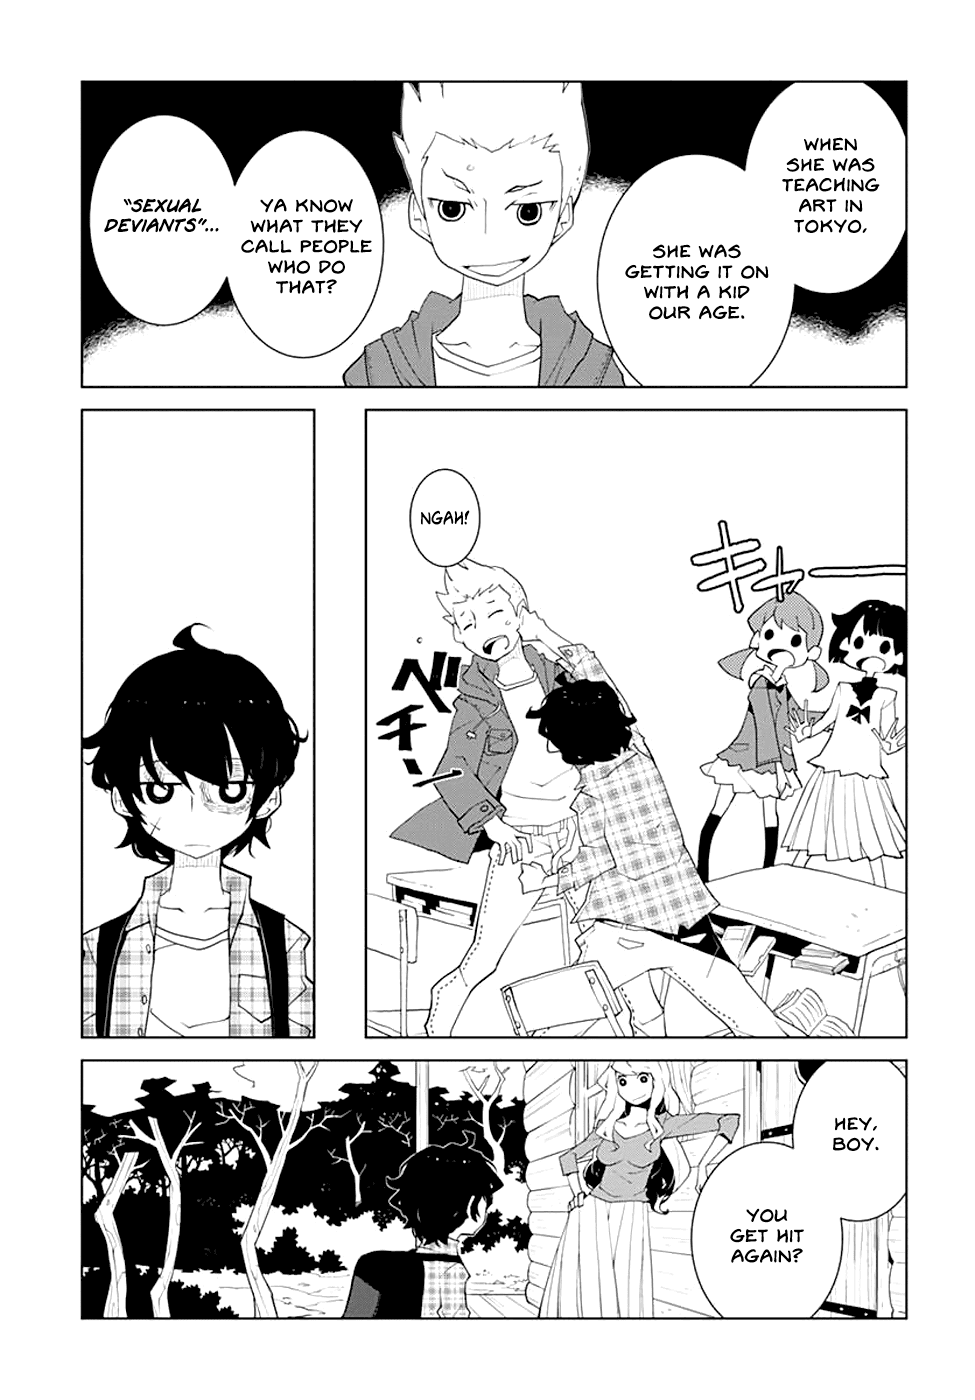 WHEN
SHE WAS
TEACHING
ART IN
TOKYO,
SHE WAS
GETTING IT ON
WITH A KID
OUR AGE.
YA KNOW
WHAT THEY
CALL PEOPLE
WHO DO
THAT?
"SEXUAL
DEVIANTS"...
キャー
NGAH!
ベチーン
HEY,
BOY.
YOU
GET HIT
AGAIN?